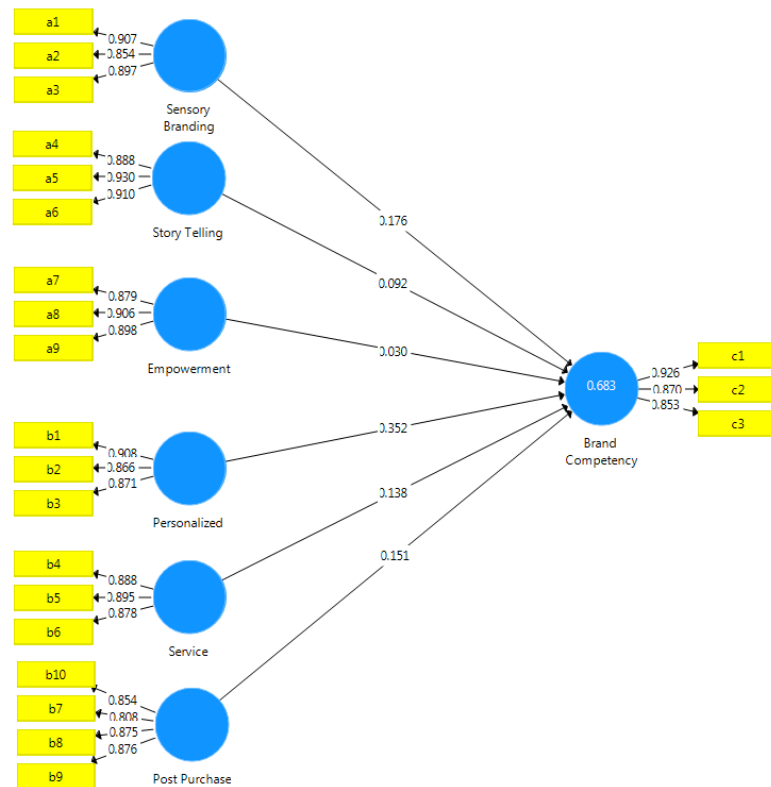 a1
0.907
a2
0.854
a3
0.897
Sensory
Branding
a4
0.888
a5
0.930
a6
0.910
Story Telling
a7
0.879
a8
0.906
a9
0.898
Empowerment
b1
0.908
b2
0.866
b3
0.871
Personalized
b4
0.888
b5
0.895
b6
0.878
Service
b10
0.854
b7
0.808
b8
0.875
b9
0.876
Post Purchase
0.176
0.092
0.030
0.352
0.138
0.151
0.683
Brand
Competency
0.926
c1
0.870
c2
0.853
c3